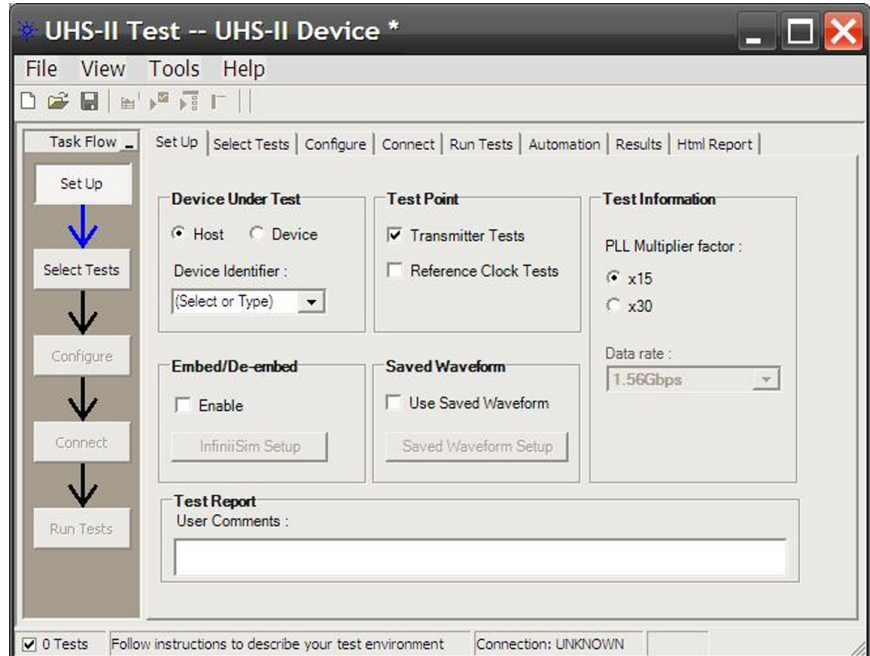 UHS-II Test -- UHS-II Device *
File View Tools Help
Task Flow
Set Up
Select Tests
Configure
Connect
Run Tests
Set Up Select Tests Configure Connect Run Tests Automation Results Html Report
Device Under Test
Host Device
Device Identifier :
(Select or Type)
Test Point
Transmitter Tests
Reference Clock Tests
Test Information
PLL Multiplier factor :
x15
x30
Data rate :
1.56Gbps
Embed/De-embed
Enable
InfiniiSim Setup
Saved Waveform
Use Saved Waveform
Saved Waveform Setup
Test Report
User Comments :
0 Tests Follow instructions to describe your test environment Connection: UNKNOWN